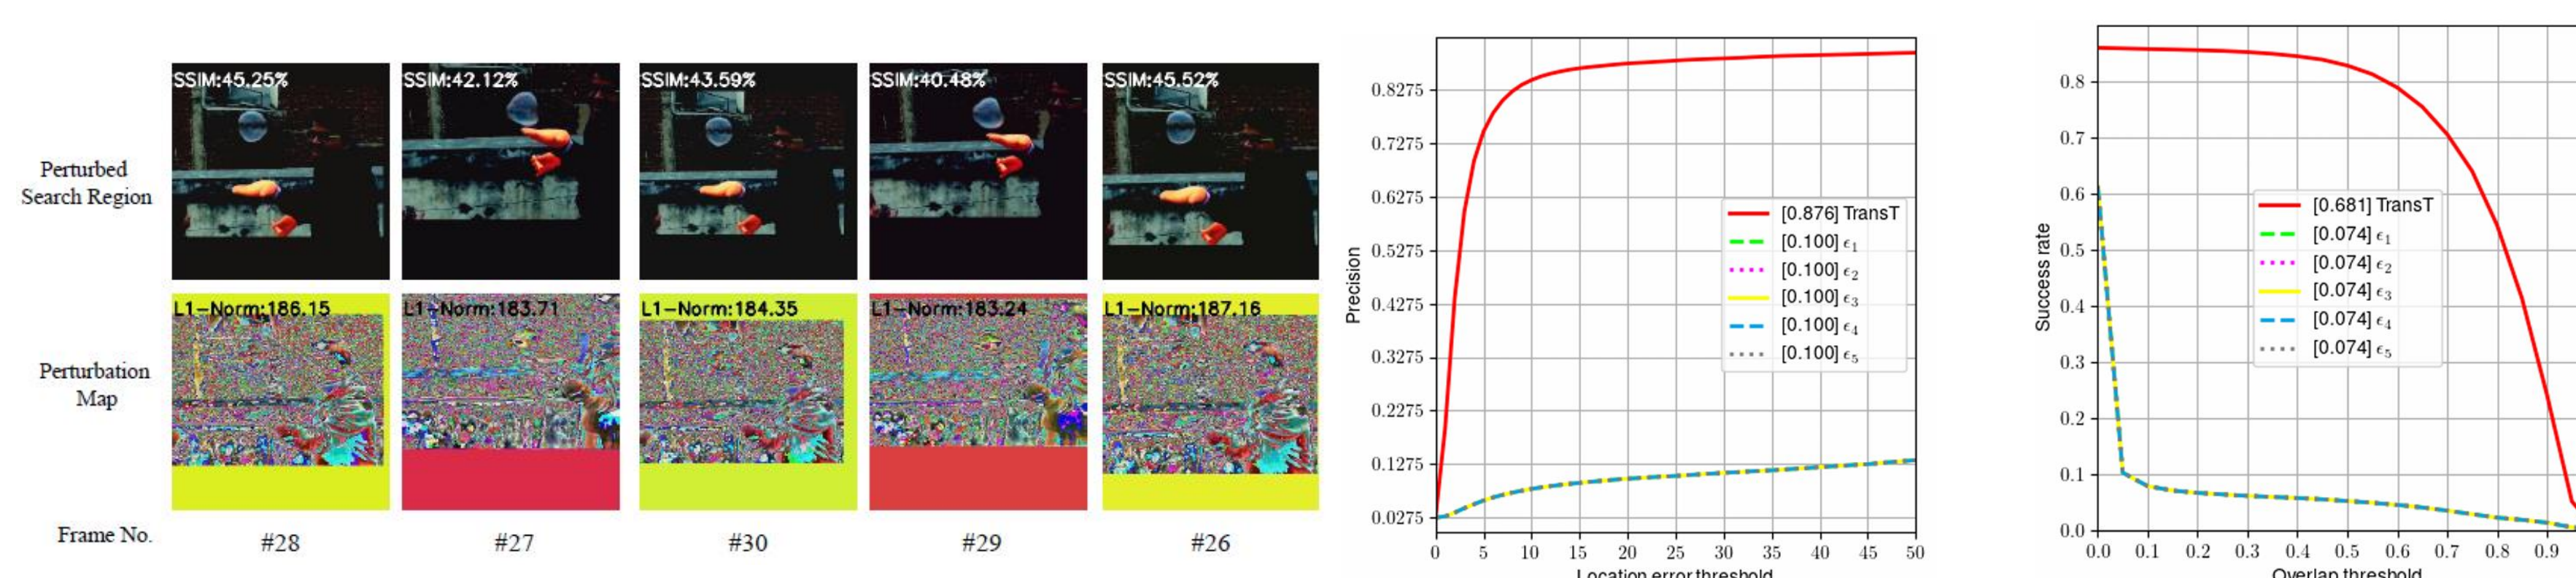 SSIM:45.25%
SSIM:42.12%
SSIM:43.59%
SSIM:40.48%
SSIM:45.52%
Perturbed
Search Region
L1-Norm:186.15
L1-Norm:183.71
L1-Norm:184.35
L1-Norm:183.24
L1-Norm:187.16
Perturbation
Map
Frame No.
#28
#27
#30
#29
#26
Precision
0.8275
0.7275
0.6275
0.5275
0.4275
0.3275
0.2275
0.1275
0.0275
[0.876] TransT
[0.100] ϵ1
[0.100] ϵ2
[0.100] ϵ3
[0.100] ϵ4
[0.100] ϵ5
0 5 10 15 20 25 30 35 40 45 50
Location error threshold
Success rate
0.8
0.7
0.6
0.5
0.4
0.3
0.2
0.1
0.0
[0.681] TransT
[0.074] ϵ1
[0.074] ϵ2
[0.074] ϵ3
[0.074] ϵ4
[0.074] ϵ5
0.0 0.1 0.2 0.3 0.4 0.5 0.6 0.7 0.8 0.9
Overlap threshold